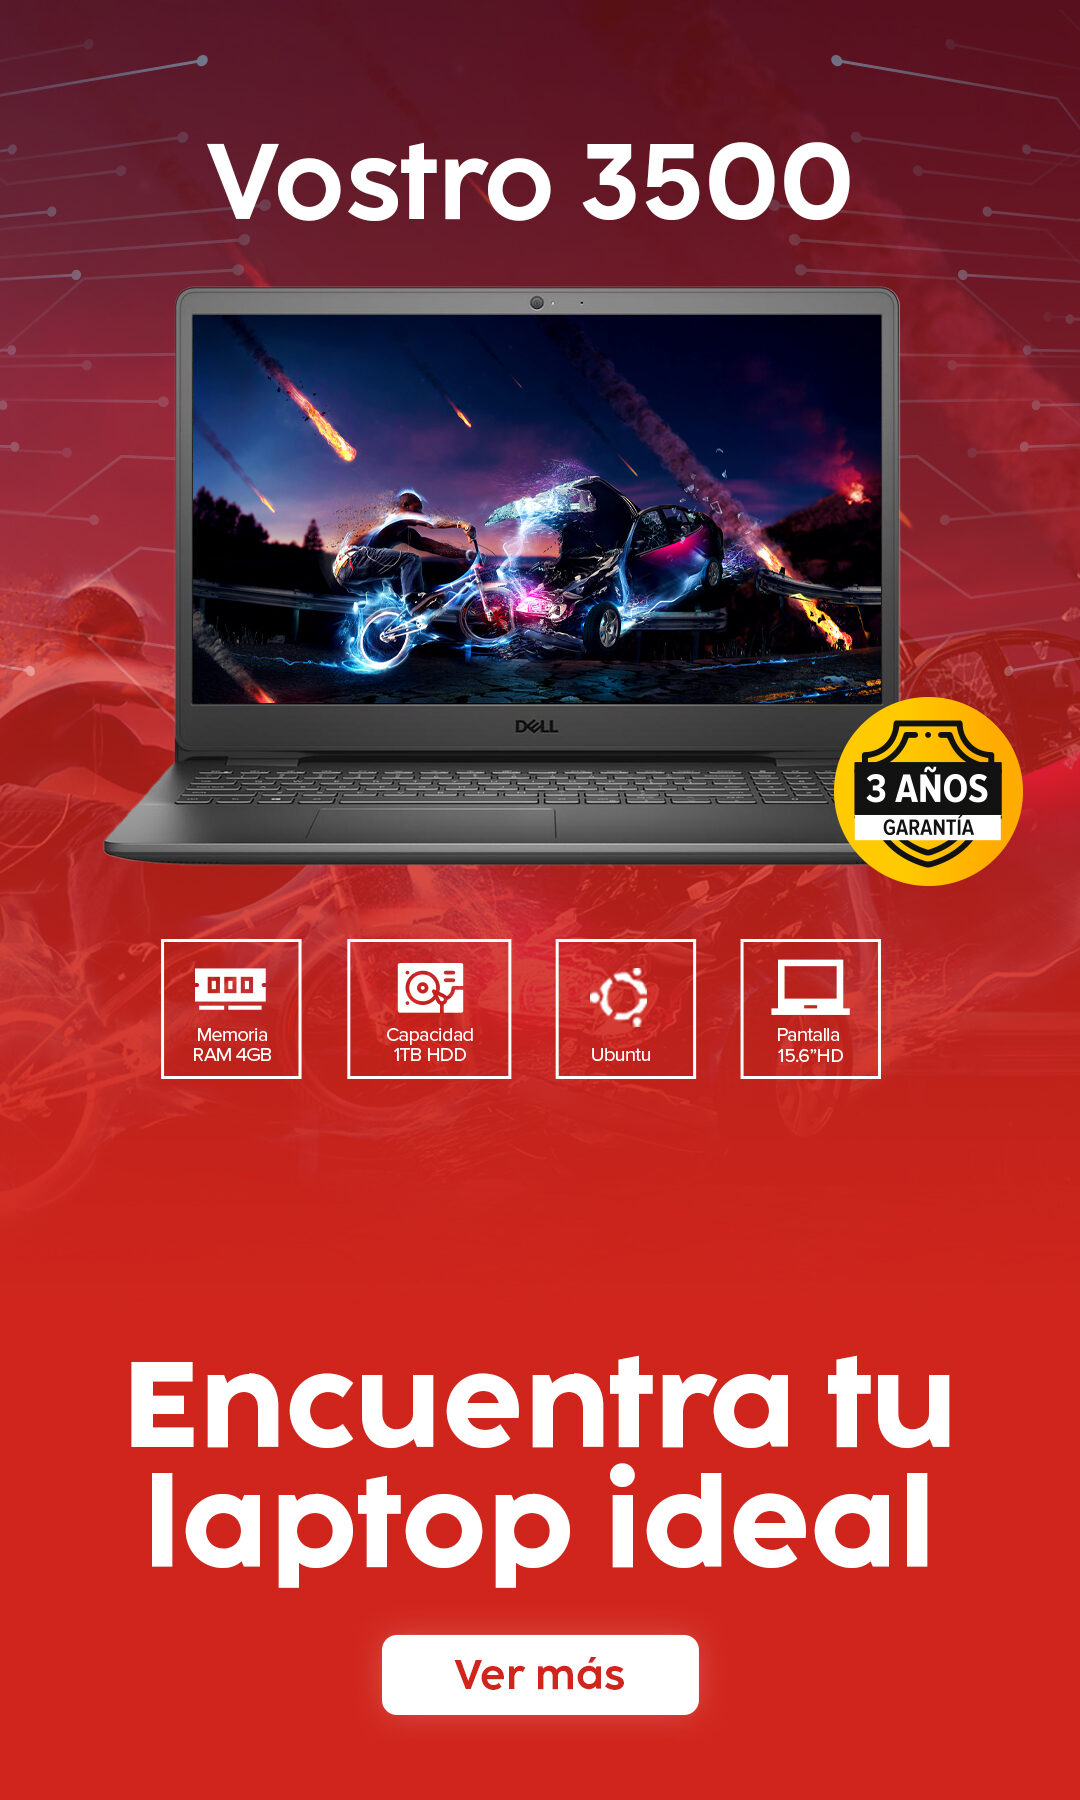 Vostro 3500
DELL
3 AÑOS
GARANTÍA
Memoria
RAM 4GB
Capacidad
1TB HDD
Ubuntu
Pantalla
15.6”HD
Encuentra tu
laptop ideal
Ver más